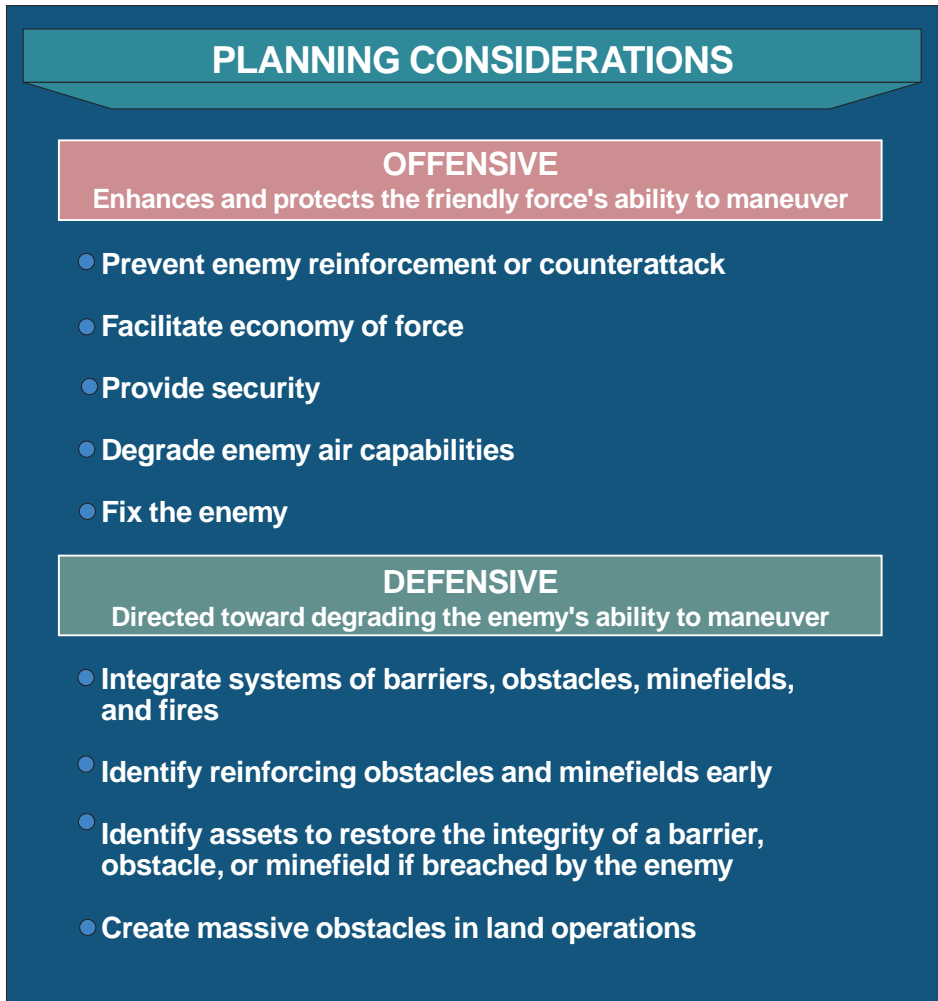 PLANNING CONSIDERATIONS
OFFENSIVE
Enhances and protects the friendly force's ability to maneuver
Prevent enemy reinforcement or counterattack
Facilitate economy of force
Provide security
Degrade enemy air capabilities
Fix the enemy
DEFENSIVE
Directed toward degrading the enemy's ability to maneuver
Integrate systems of barriers, obstacles, minefields,
and fires
Identify reinforcing obstacles and minefields early
Identify assets to restore the integrity of a barrier,
obstacle, or minefield if breached by the enemy
Create massive obstacles in land operations